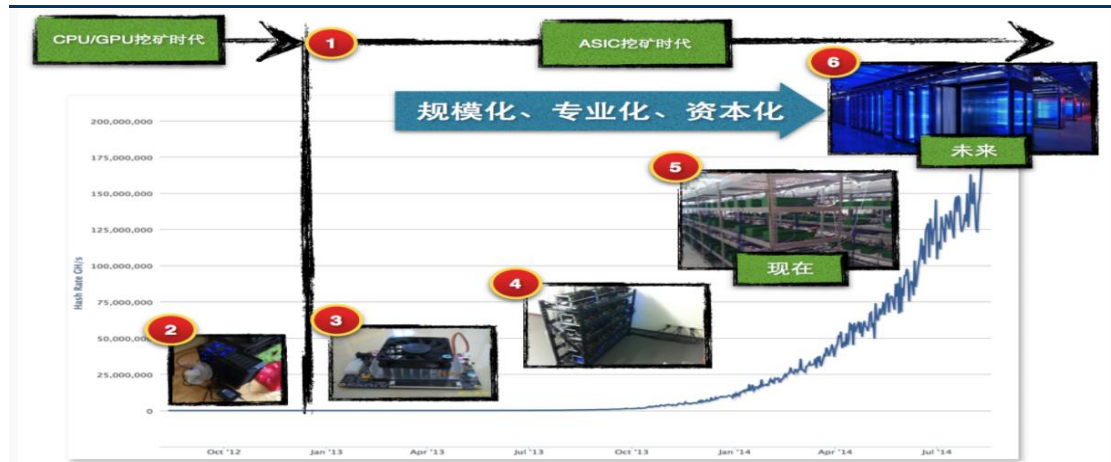 CPU/GPU挖矿时代
1
ASIC挖矿时代
6
规模化、专业化、资本化
未来
200,000,000
175,000,000
5
150,000,000
125,000,000
现在
100,000,000
Hash Rate GH/s
4
75,000,000
3
2
50,000,000
25,000,000
0
Oct '12
Jan '13
Apr '13
Jul '13
Oct '13
Jan '14
Apr '14
Jul '14